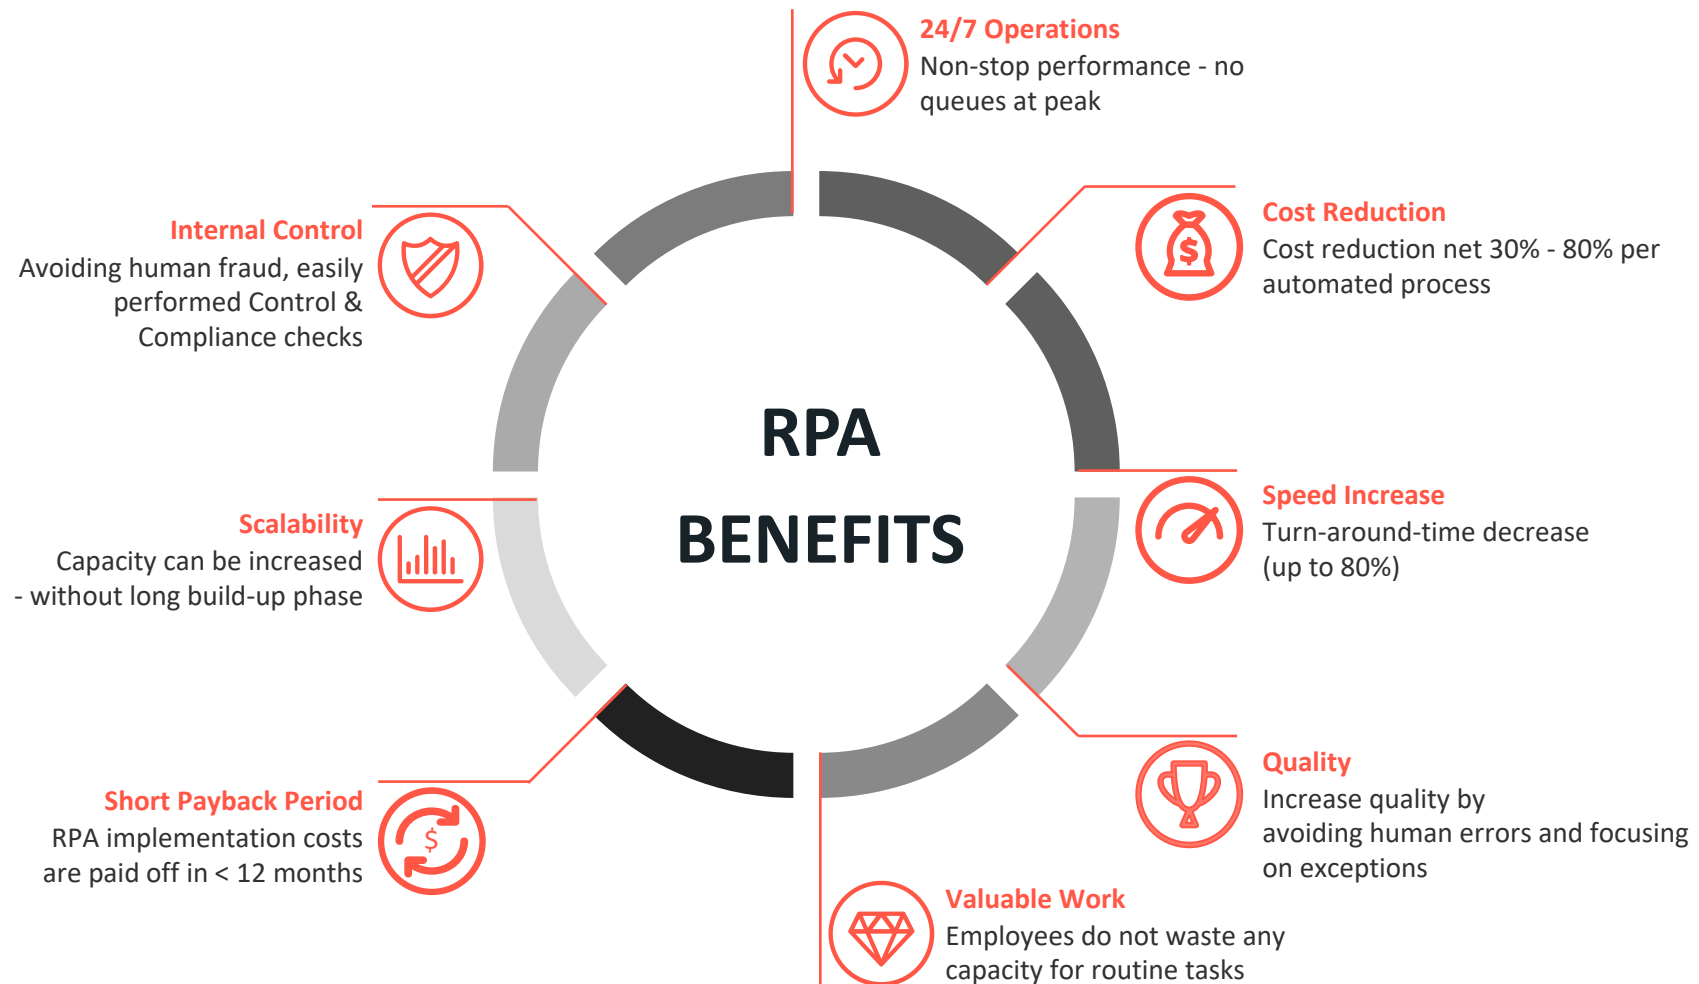 24/7 Operations
Non-stop performance - no
queues at peak
Cost Reduction
Cost reduction net 30% - 80% per
automated process
Speed Increase
Turn-around-time decrease
(up to 80%)
Quality
Increase quality by
avoiding human errors and focusing
on exceptions
Valuable Work
Employees do not waste any
capacity for routine tasks
Short Payback Period
RPA implementation costs
are paid off in < 12 months
$
Scalability
Capacity can be increased
- without long build-up phase
Internal Control
Avoiding human fraud, easily
performed Control &
Compliance checks
RPA
BENEFITS
$